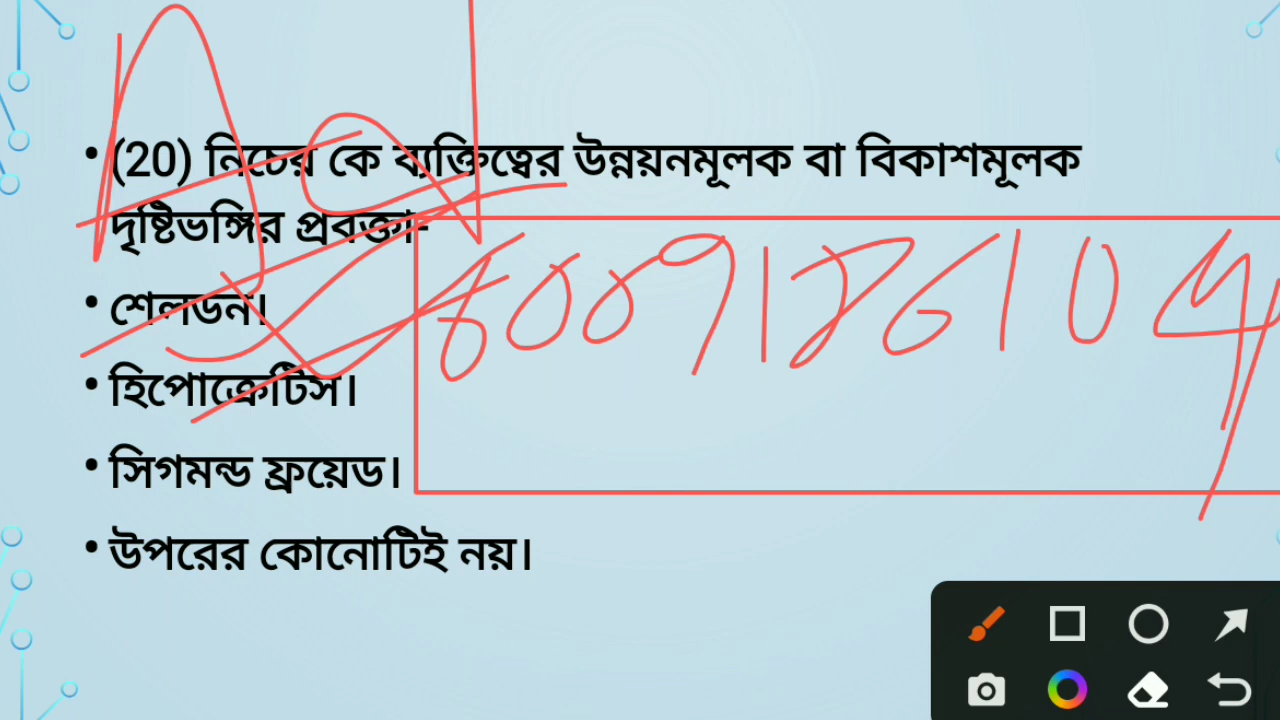 • (20) নিচের কে ব্যক্তিত্বের উন্নয়নমূলক বা বিকাশমূলক
দৃষ্টিভঙ্গির প্রবক্তা-
• শেলডন।
• হিপোক্রেটিস।
• সিগমন্ড ফ্রয়েড।
• উপরের কোনোটিই নয়।